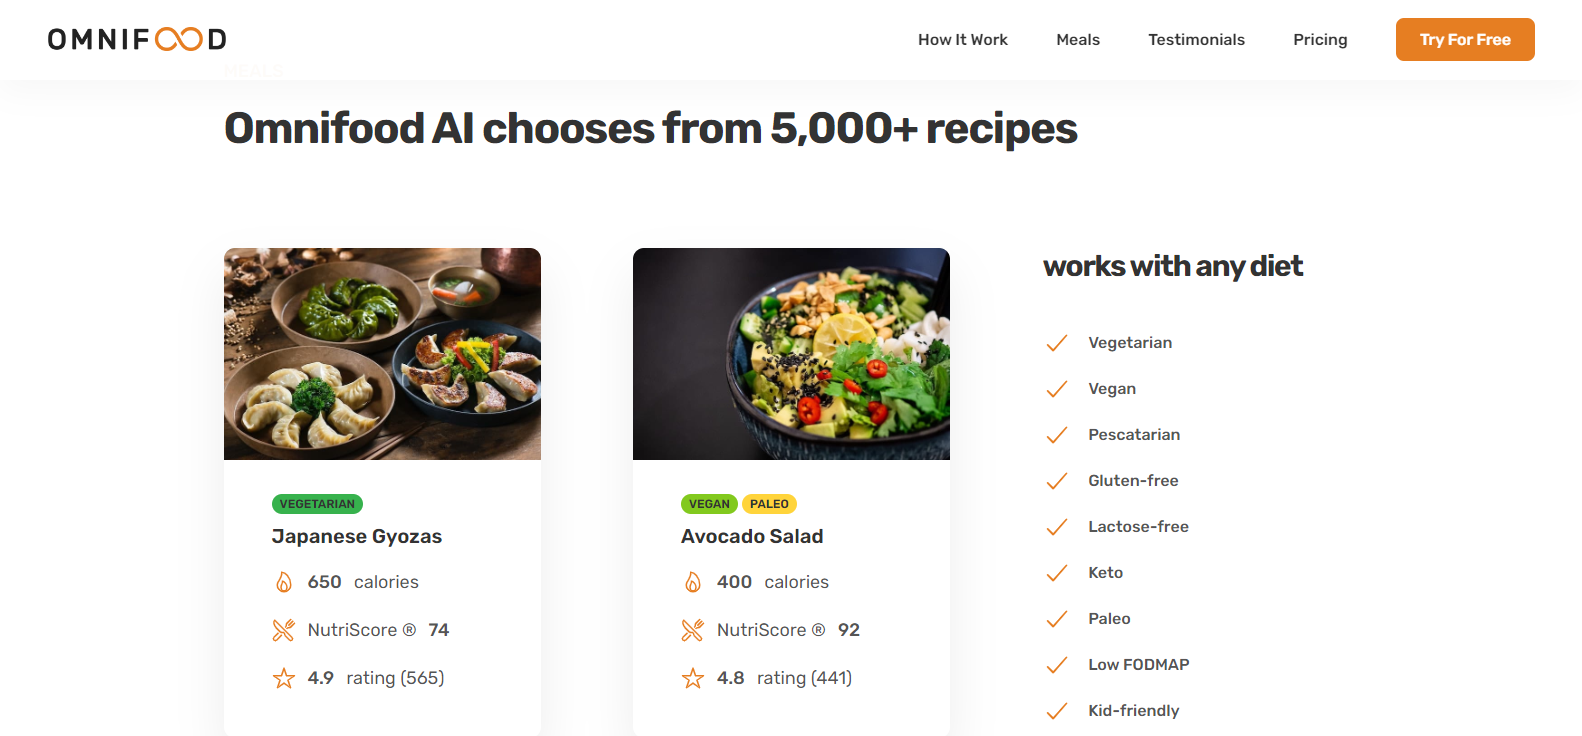 OMNIFOOD
How It Work
Meals
Testimonials
Pricing
Try For Free
MEALS
Omnifood AI chooses from 5,000+ recipes
VEGETARIAN
Japanese Gyozas
650 calories
NutriScore ® 74
4.9 rating (565)
VEGAN PALEO
Avocado Salad
400 calories
NutriScore ® 92
4.8 rating (441)
works with any diet
Vegetarian
Vegan
Pescatarian
Gluten-free
Lactose-free
Keto
Paleo
Low FODMAP
Kid-friendly